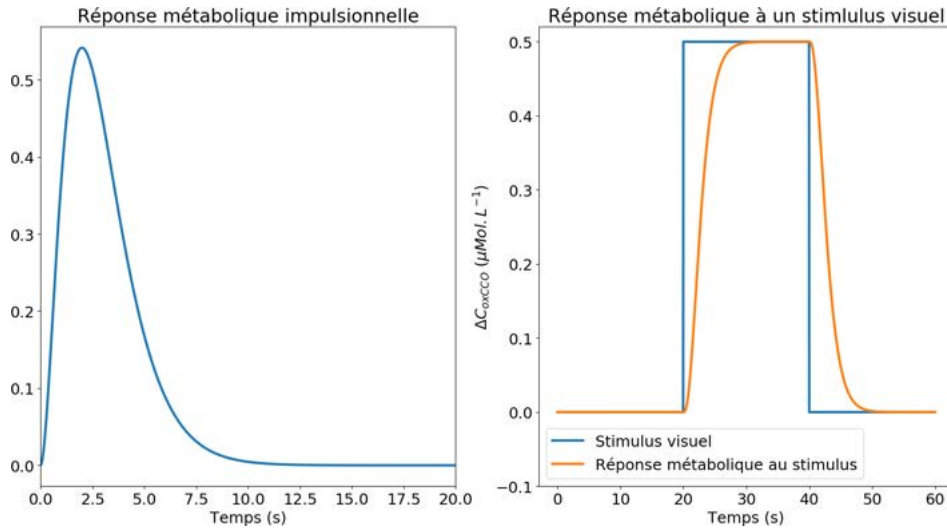 Réponse métabolique impulsionnelle
0.5
0.4
0.3
0.2
0.1
0.0
0.0 2.5 5.0 7.5 10.0 12.5 15.0 17.5 20.0
Temps (s)
Réponse métabolique à un stimlulus visuel
ΔC_{oxCCO} (μMol.L^{-1})
0.5
0.4
0.3
0.2
0.1
0.0
−0.1
Stimulus visuel
Réponse métabolique au stimulus
0 10 20 30 40 50 60
Temps (s)